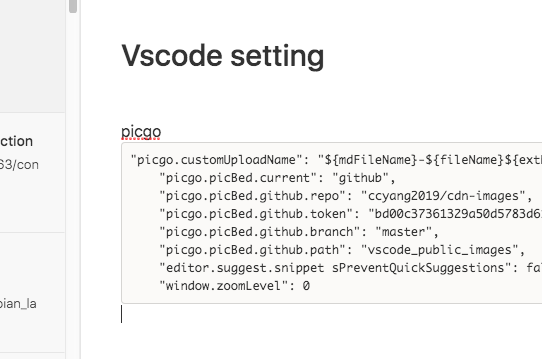 Vscode setting
ction
picgo
63/con
"picgo.customUploadName": "${mdFileName}-${fileName}${ext
"picgo.picBed.current": "github",
"picgo.picBed.github.repo": "ccyang2019/cdn-images",
"picgo.picBed.github.token": "bd00c37361329a50d5783d6
"picgo.picBed.github.branch": "master",
"picgo.picBed.github.path": "vscode_public_images",
"editor.suggest.snippet sPreventQuickSuggestions": fa
"window.zoomLevel": 0
bian_la